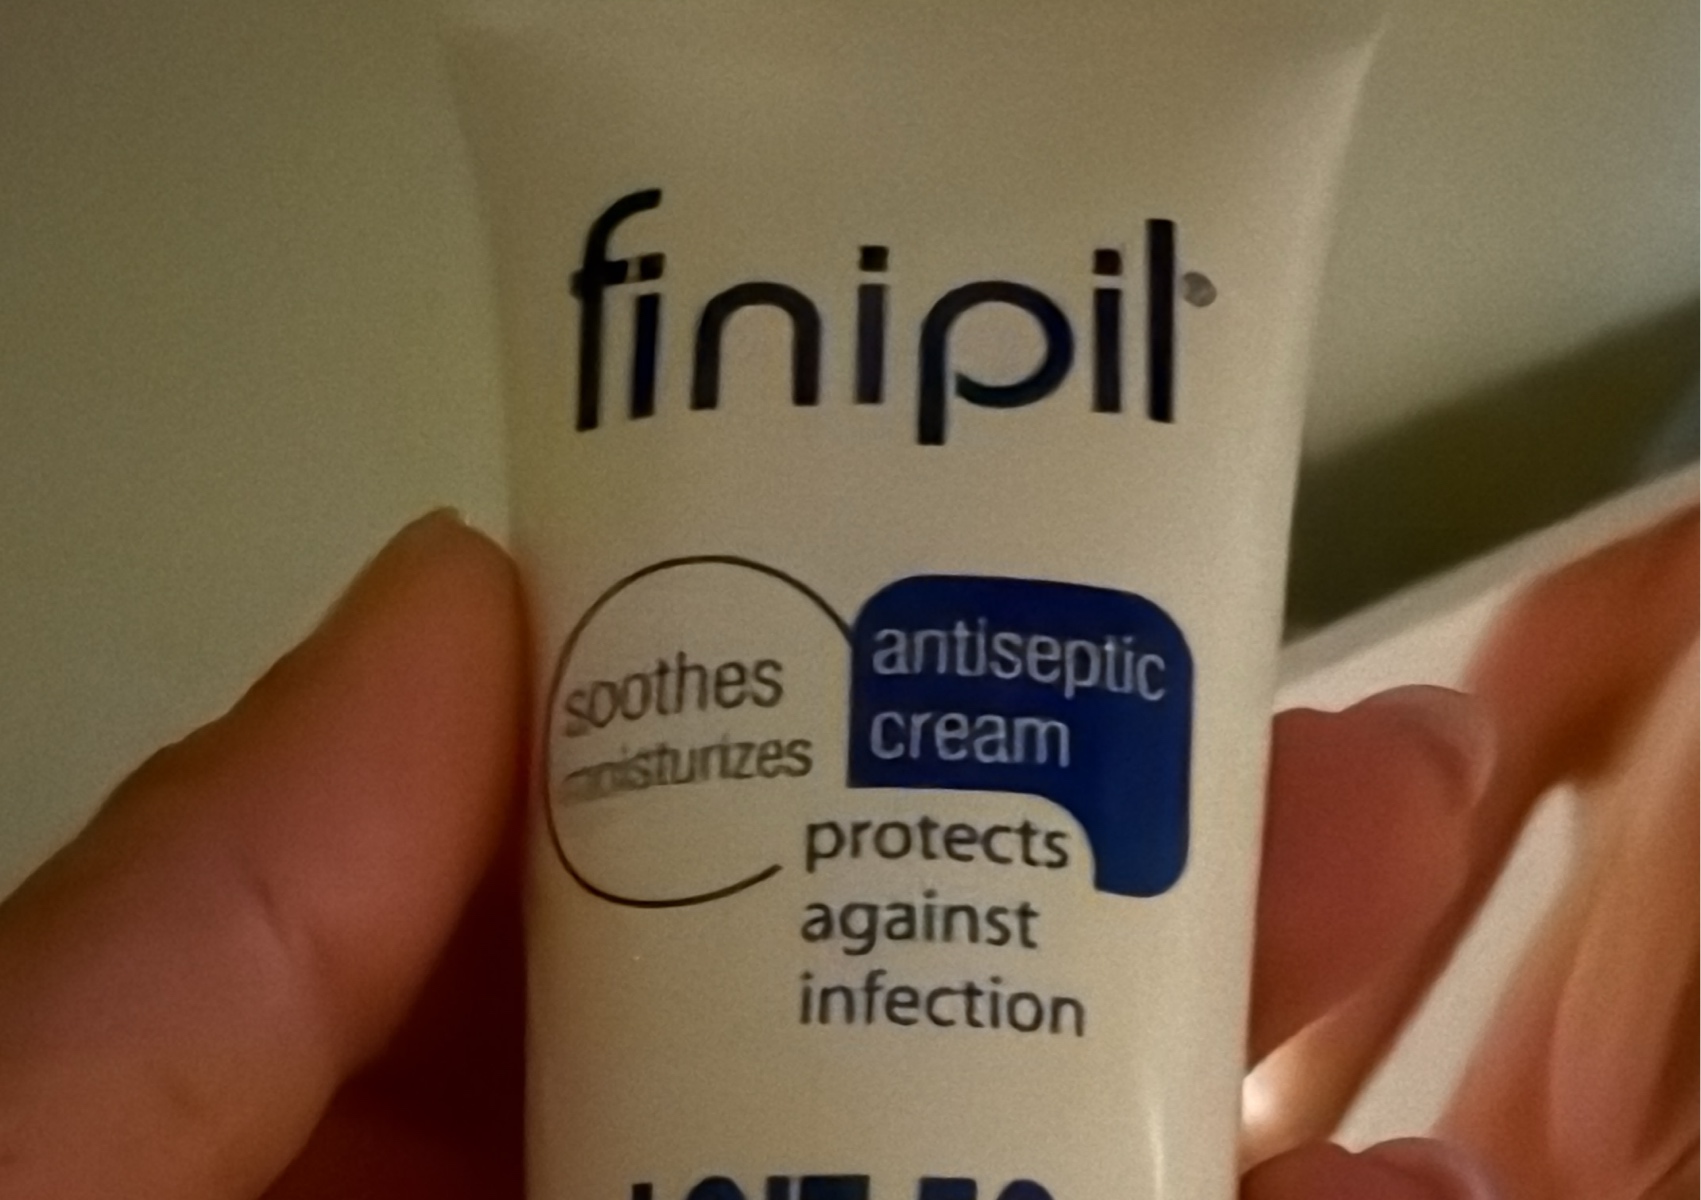 finipil
soothes
moisturizes
antiseptic
cream
protects
against
infection